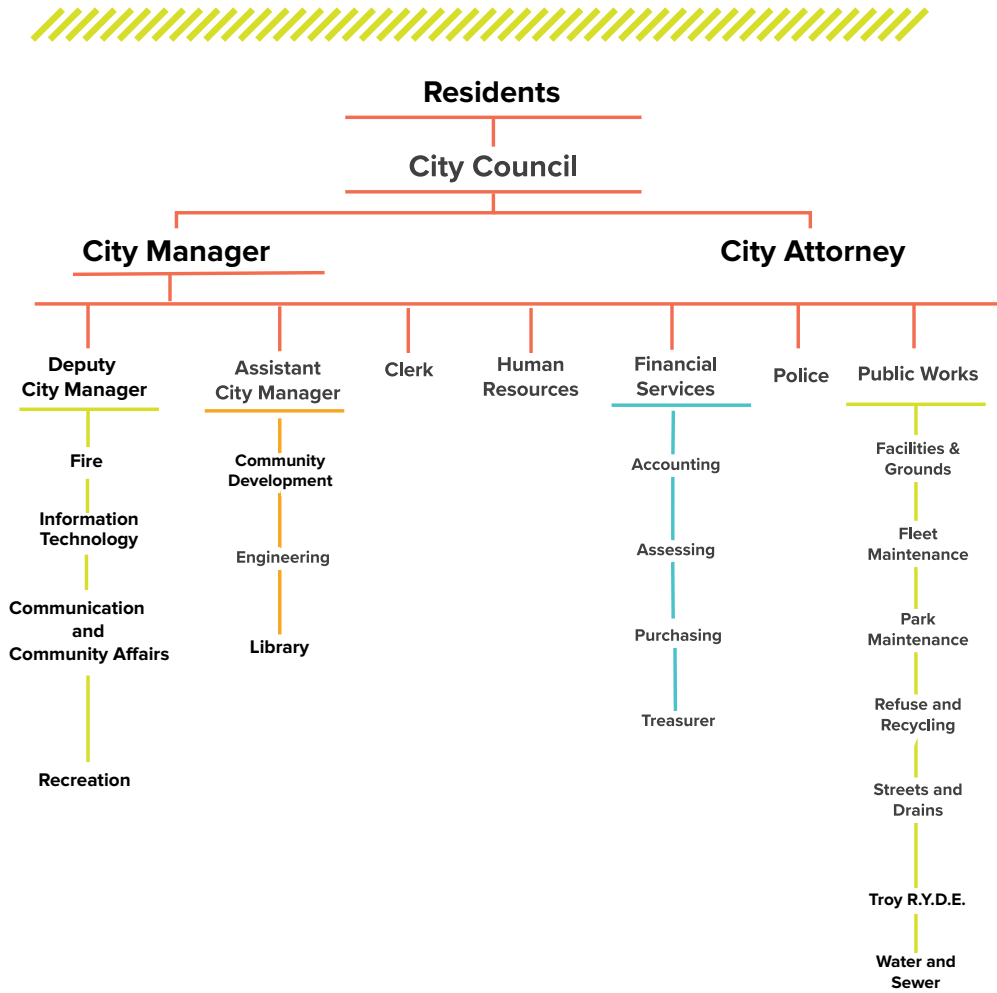 Residents
City Council
City Manager
City Attorney
Deputy
City Manager
Fire
Information
Technology
Communication
and
Community Affairs
Recreation
Assistant
City Manager
Community
Development
Engineering
Library
Clerk
Human
Resources
Financial
Services
Accounting
Assessing
Purchasing
Treasurer
Police
Public Works
Facilities &
Grounds
Fleet
Maintenance
Park
Maintenance
Refuse and
Recycling
Streets and
Drains
Troy R.Y.D.E.
Water and
Sewer